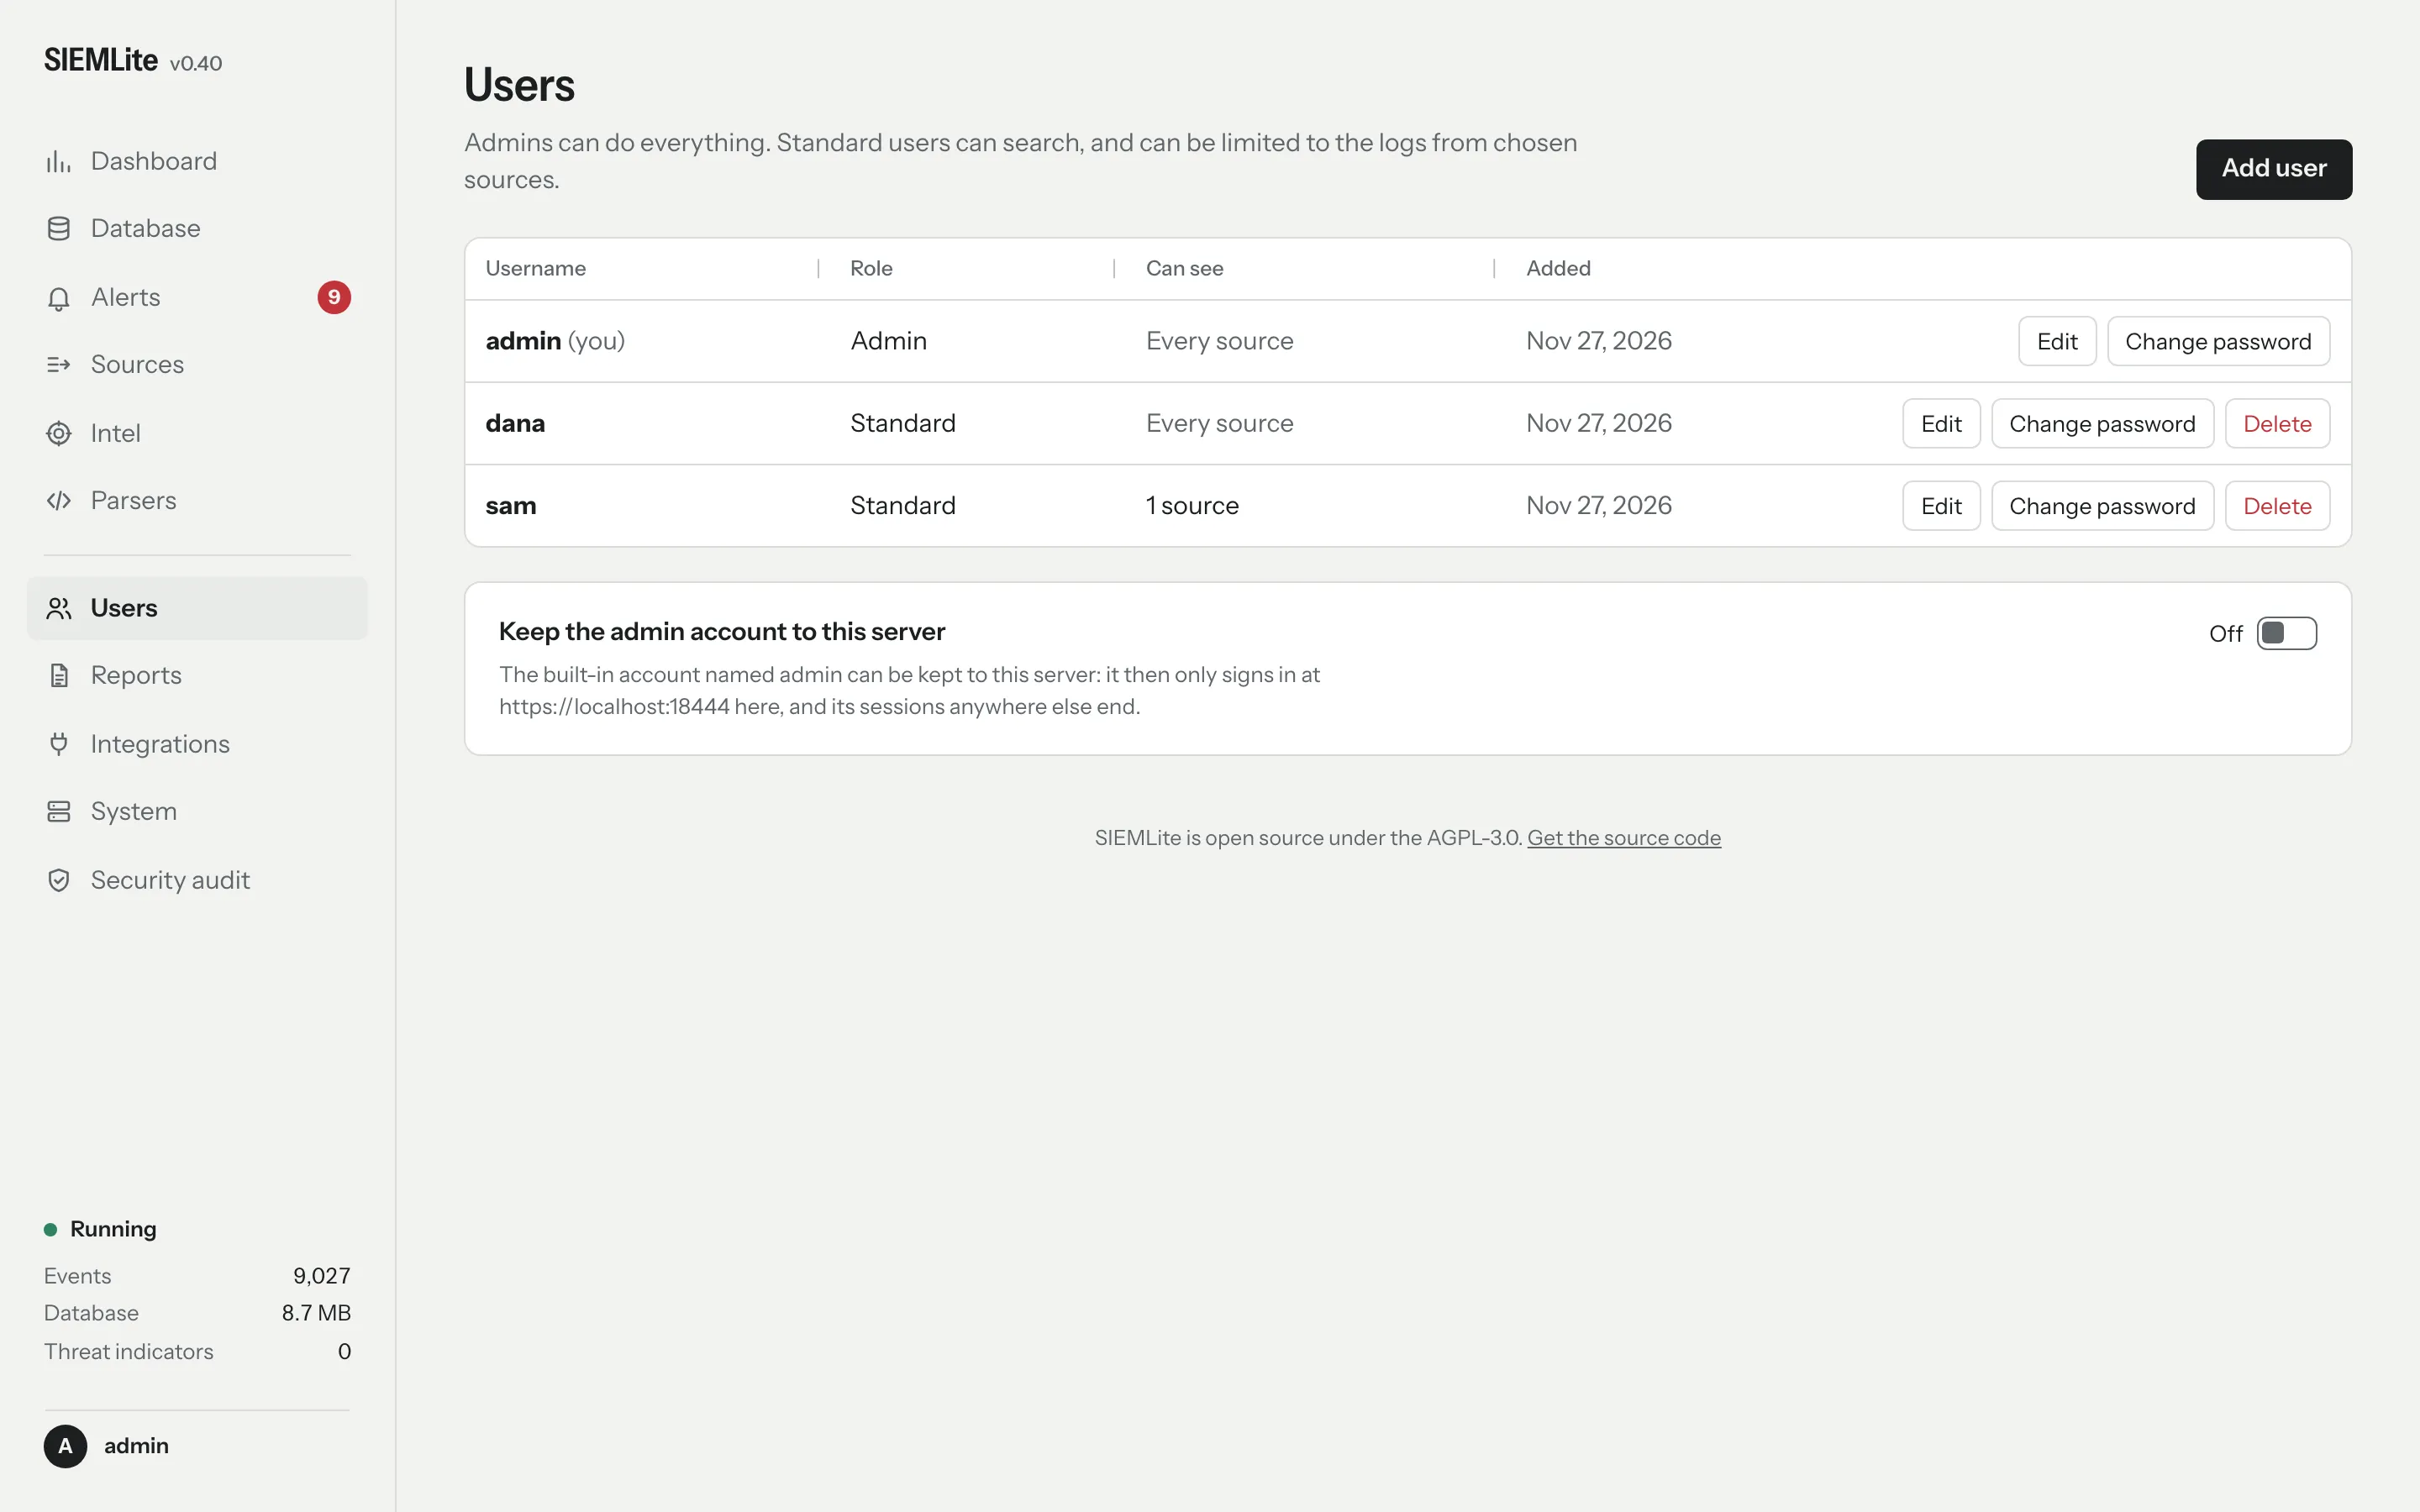 SIEMLite v0.40
Dashboard
Database
Alerts 9
Sources
Intel
Parsers
Users
Reports
Integrations
System
Security audit
Running
Events 9,027
Database 8.7 MB
Threat indicators 0
A admin
Users
Admins can do everything. Standard users can search, and can be limited to the logs from chosen
sources.
Add user
Username Role Can see Added
admin (you) Admin Every source Nov 27, 2026 Edit Change password
dana Standard Every source Nov 27, 2026 Edit Change password Delete
sam Standard 1 source Nov 27, 2026 Edit Change password Delete
Keep the admin account to this server
Off
The built-in account named admin can be kept to this server: it then only signs in at
https://localhost:18444 here, and its sessions anywhere else end.
SIEMLite is open source under the AGPL-3.0. Get the source code